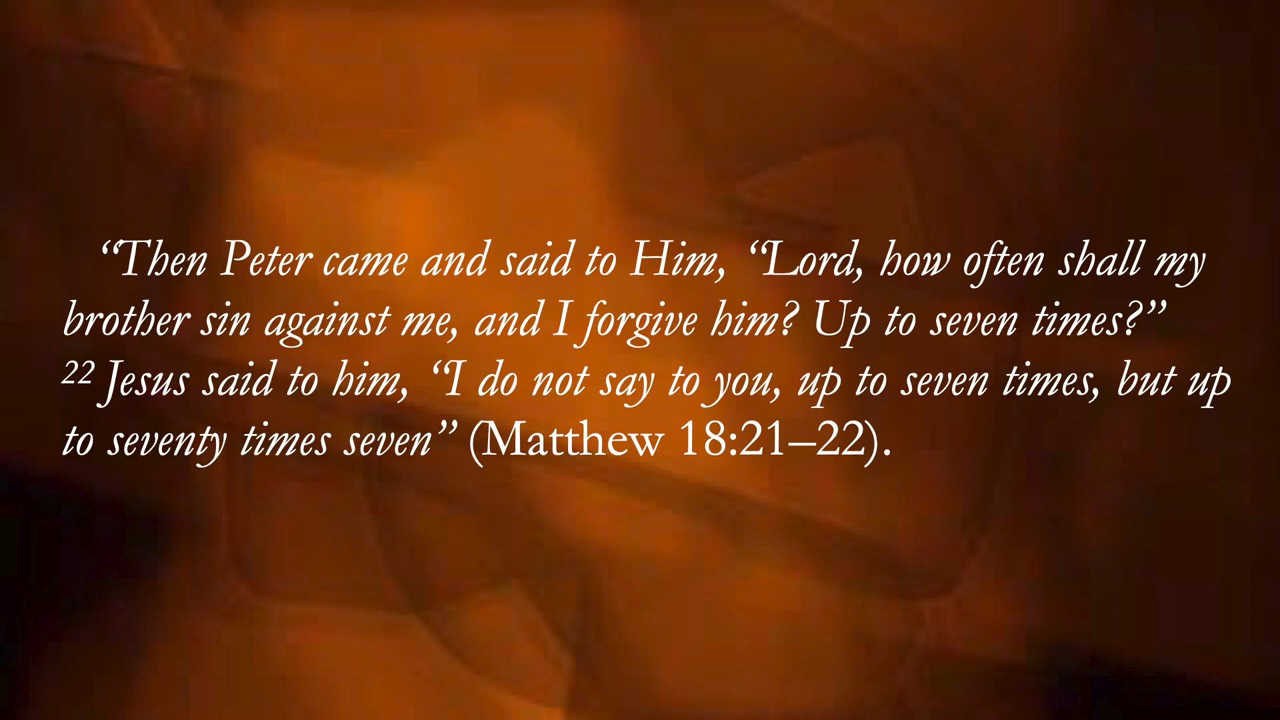 “Then Peter came and said to Him, “Lord, how often shall my
brother sin against me, and I forgive him? Up to seven times?”
22 Jesus said to him, “I do not say to you, up to seven times, but up
to seventy times seven” (Matthew 18:21–22).